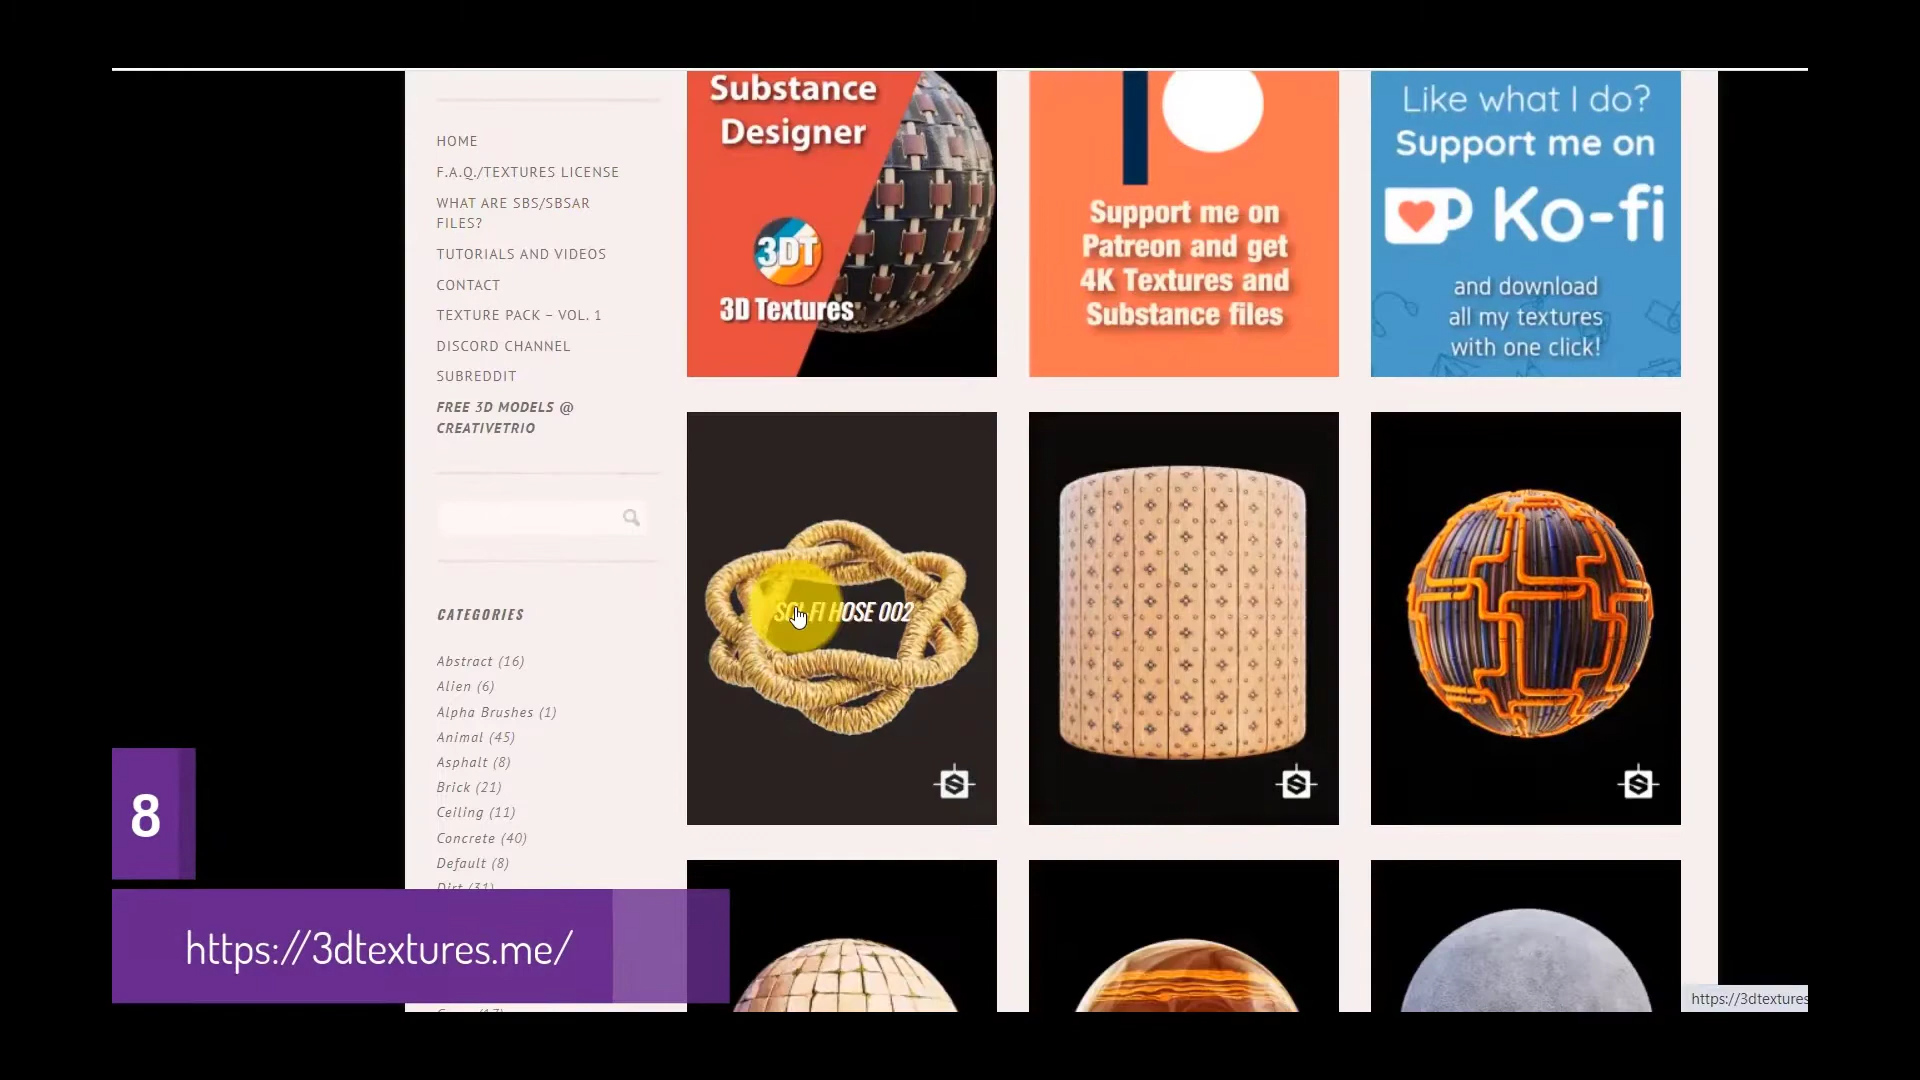 HOME
F.A.Q./TEXTURES LICENSE
WHAT ARE SBS/SBSAR
FILES?
TUTORIALS AND VIDEOS
CONTACT
TEXTURE PACK – VOL. 1
DISCORD CHANNEL
SUBREDDIT
FREE 3D MODELS @
CREATIVETRIO
CATEGORIES
Abstract (16)
Alien (6)
Alpha Brushes (1)
Animal (45)
Asphalt (8)
Brick (21)
Ceiling (11)
Concrete (40)
Default (8)
Dirt (31)
Substance
Designer
3DT
3D Textures
Support me on
Patreon and get
4K Textures and
Substance files
Like what I do?
Support me on
Ko-fi
and download
all my textures
with one click!
SCI-FI HOSE 002
8
https://3dtextures.me/
https://3dtextures